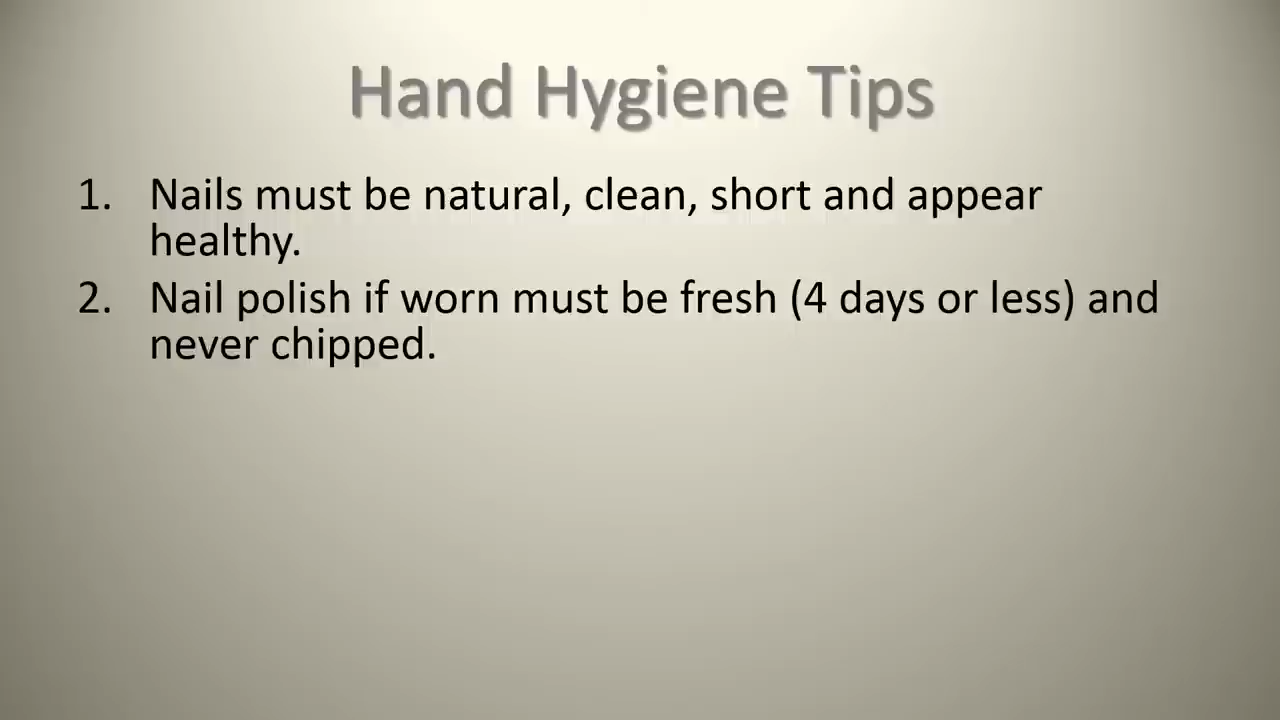 Hand Hygiene Tips
1. Nails must be natural, clean, short and appear
healthy.
2. Nail polish if worn must be fresh (4 days or less) and
never chipped.